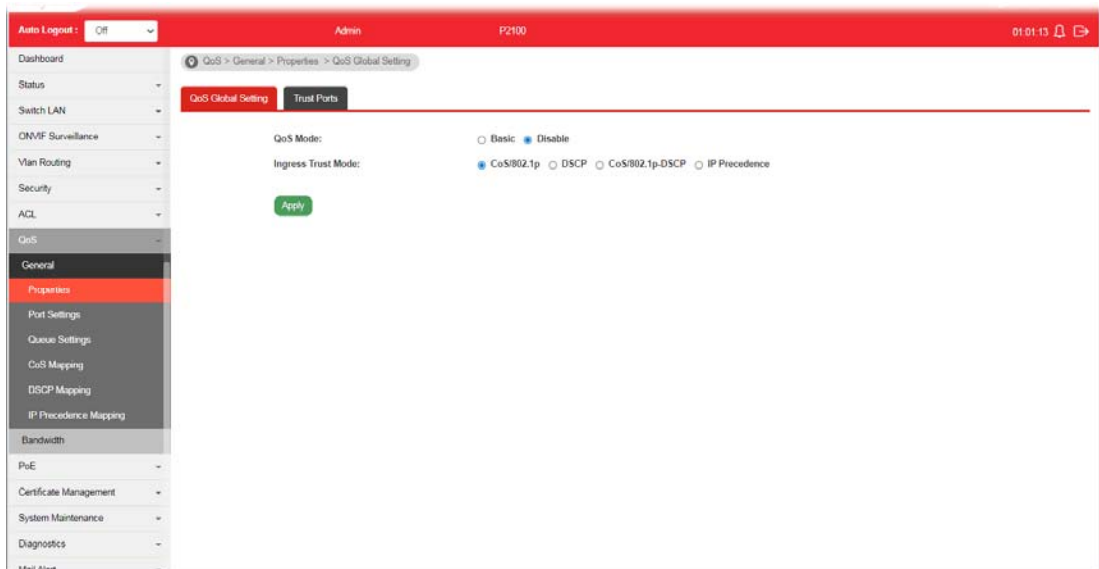 Auto Logout : Off Admin P2100 01:01:13
Dashboard
Status
Switch LAN
ONVIF Surveillance
Vlan Routing
Security
ACL
QoS
General
Properties
Port Settings
Queue Settings
CoS Mapping
DSCP Mapping
IP Precedence Mapping
Bandwidth
PoE
Certificate Management
System Maintenance
Diagnostics
Mail Alert
QoS > General > Properties > QoS Global Setting
QoS Global Setting Trust Ports
QoS Mode: Basic Disable
Ingress Trust Mode: CoS/802.1p DSCP CoS/802.1p-DSCP IP Precedence
Apply